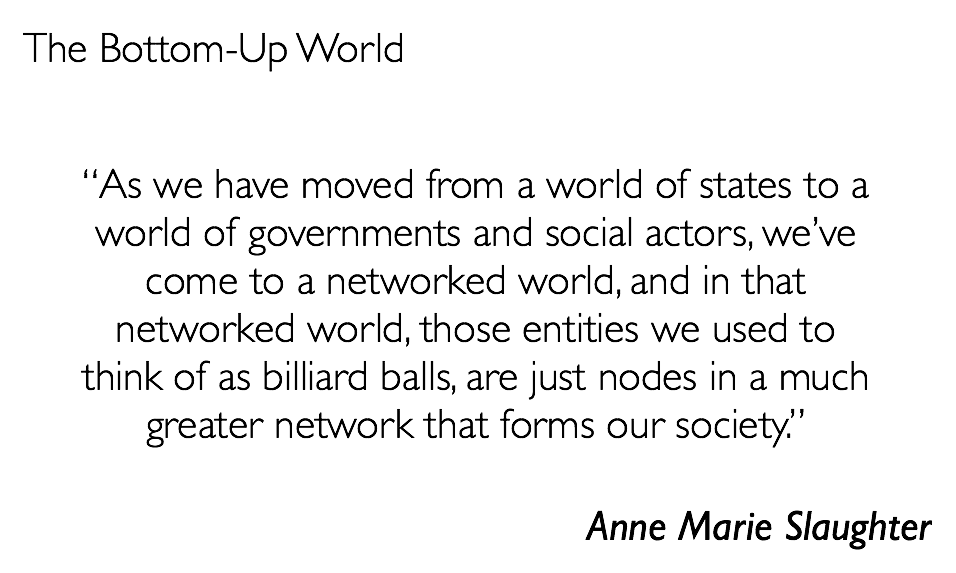 The Bottom-Up World
“As we have moved from a world of states to a
world of governments and social actors, we’ve
come to a networked world, and in that
networked world, those entities we used to
think of as billiard balls, are just nodes in a much
greater network that forms our society.”
Anne Marie Slaughter